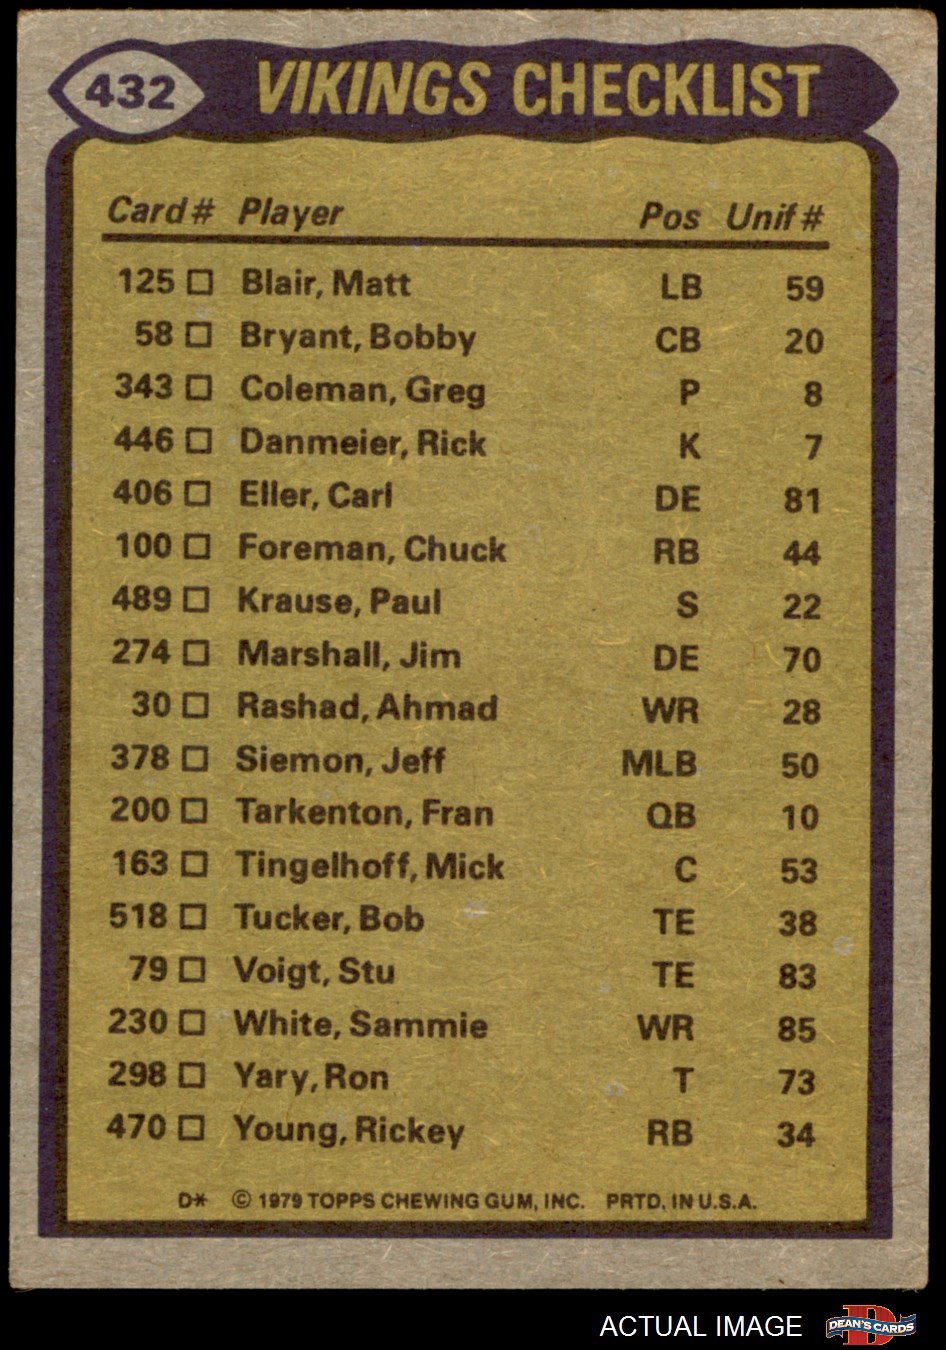 432 VIKINGS CHECKLIST
Card# Player Pos Unif#
125 □ Blair, Matt LB 59
58 □ Bryant, Bobby CB 20
343 □ Coleman, Greg P 8
446 □ Danmeier, Rick K 7
406 □ Eller, Carl DE 81
100 □ Foreman, Chuck RB 44
489 □ Krause, Paul S 22
274 □ Marshall, Jim DE 70
30 □ Rashad, Ahmad WR 28
378 □ Siemon, Jeff MLB 50
200 □ Tarkenton, Fran QB 10
163 □ Tingelhoff, Mick C 53
518 □ Tucker, Bob TE 38
79 □ Voigt, Stu TE 83
230 □ White, Sammie WR 85
298 □ Yary, Ron T 73
470 □ Young, Rickey RB 34
D* © 1979 TOPPS CHEWING GUM, INC. PRTD. IN U.S.A.
ACTUAL IMAGE DEAN'S CARDS